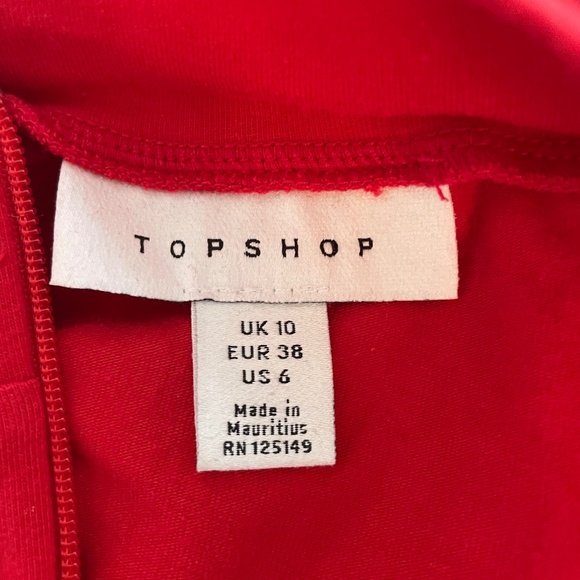 TOPSHOP
UK 10
EUR 38
US 6
Made in
Mauritius
RN 125149